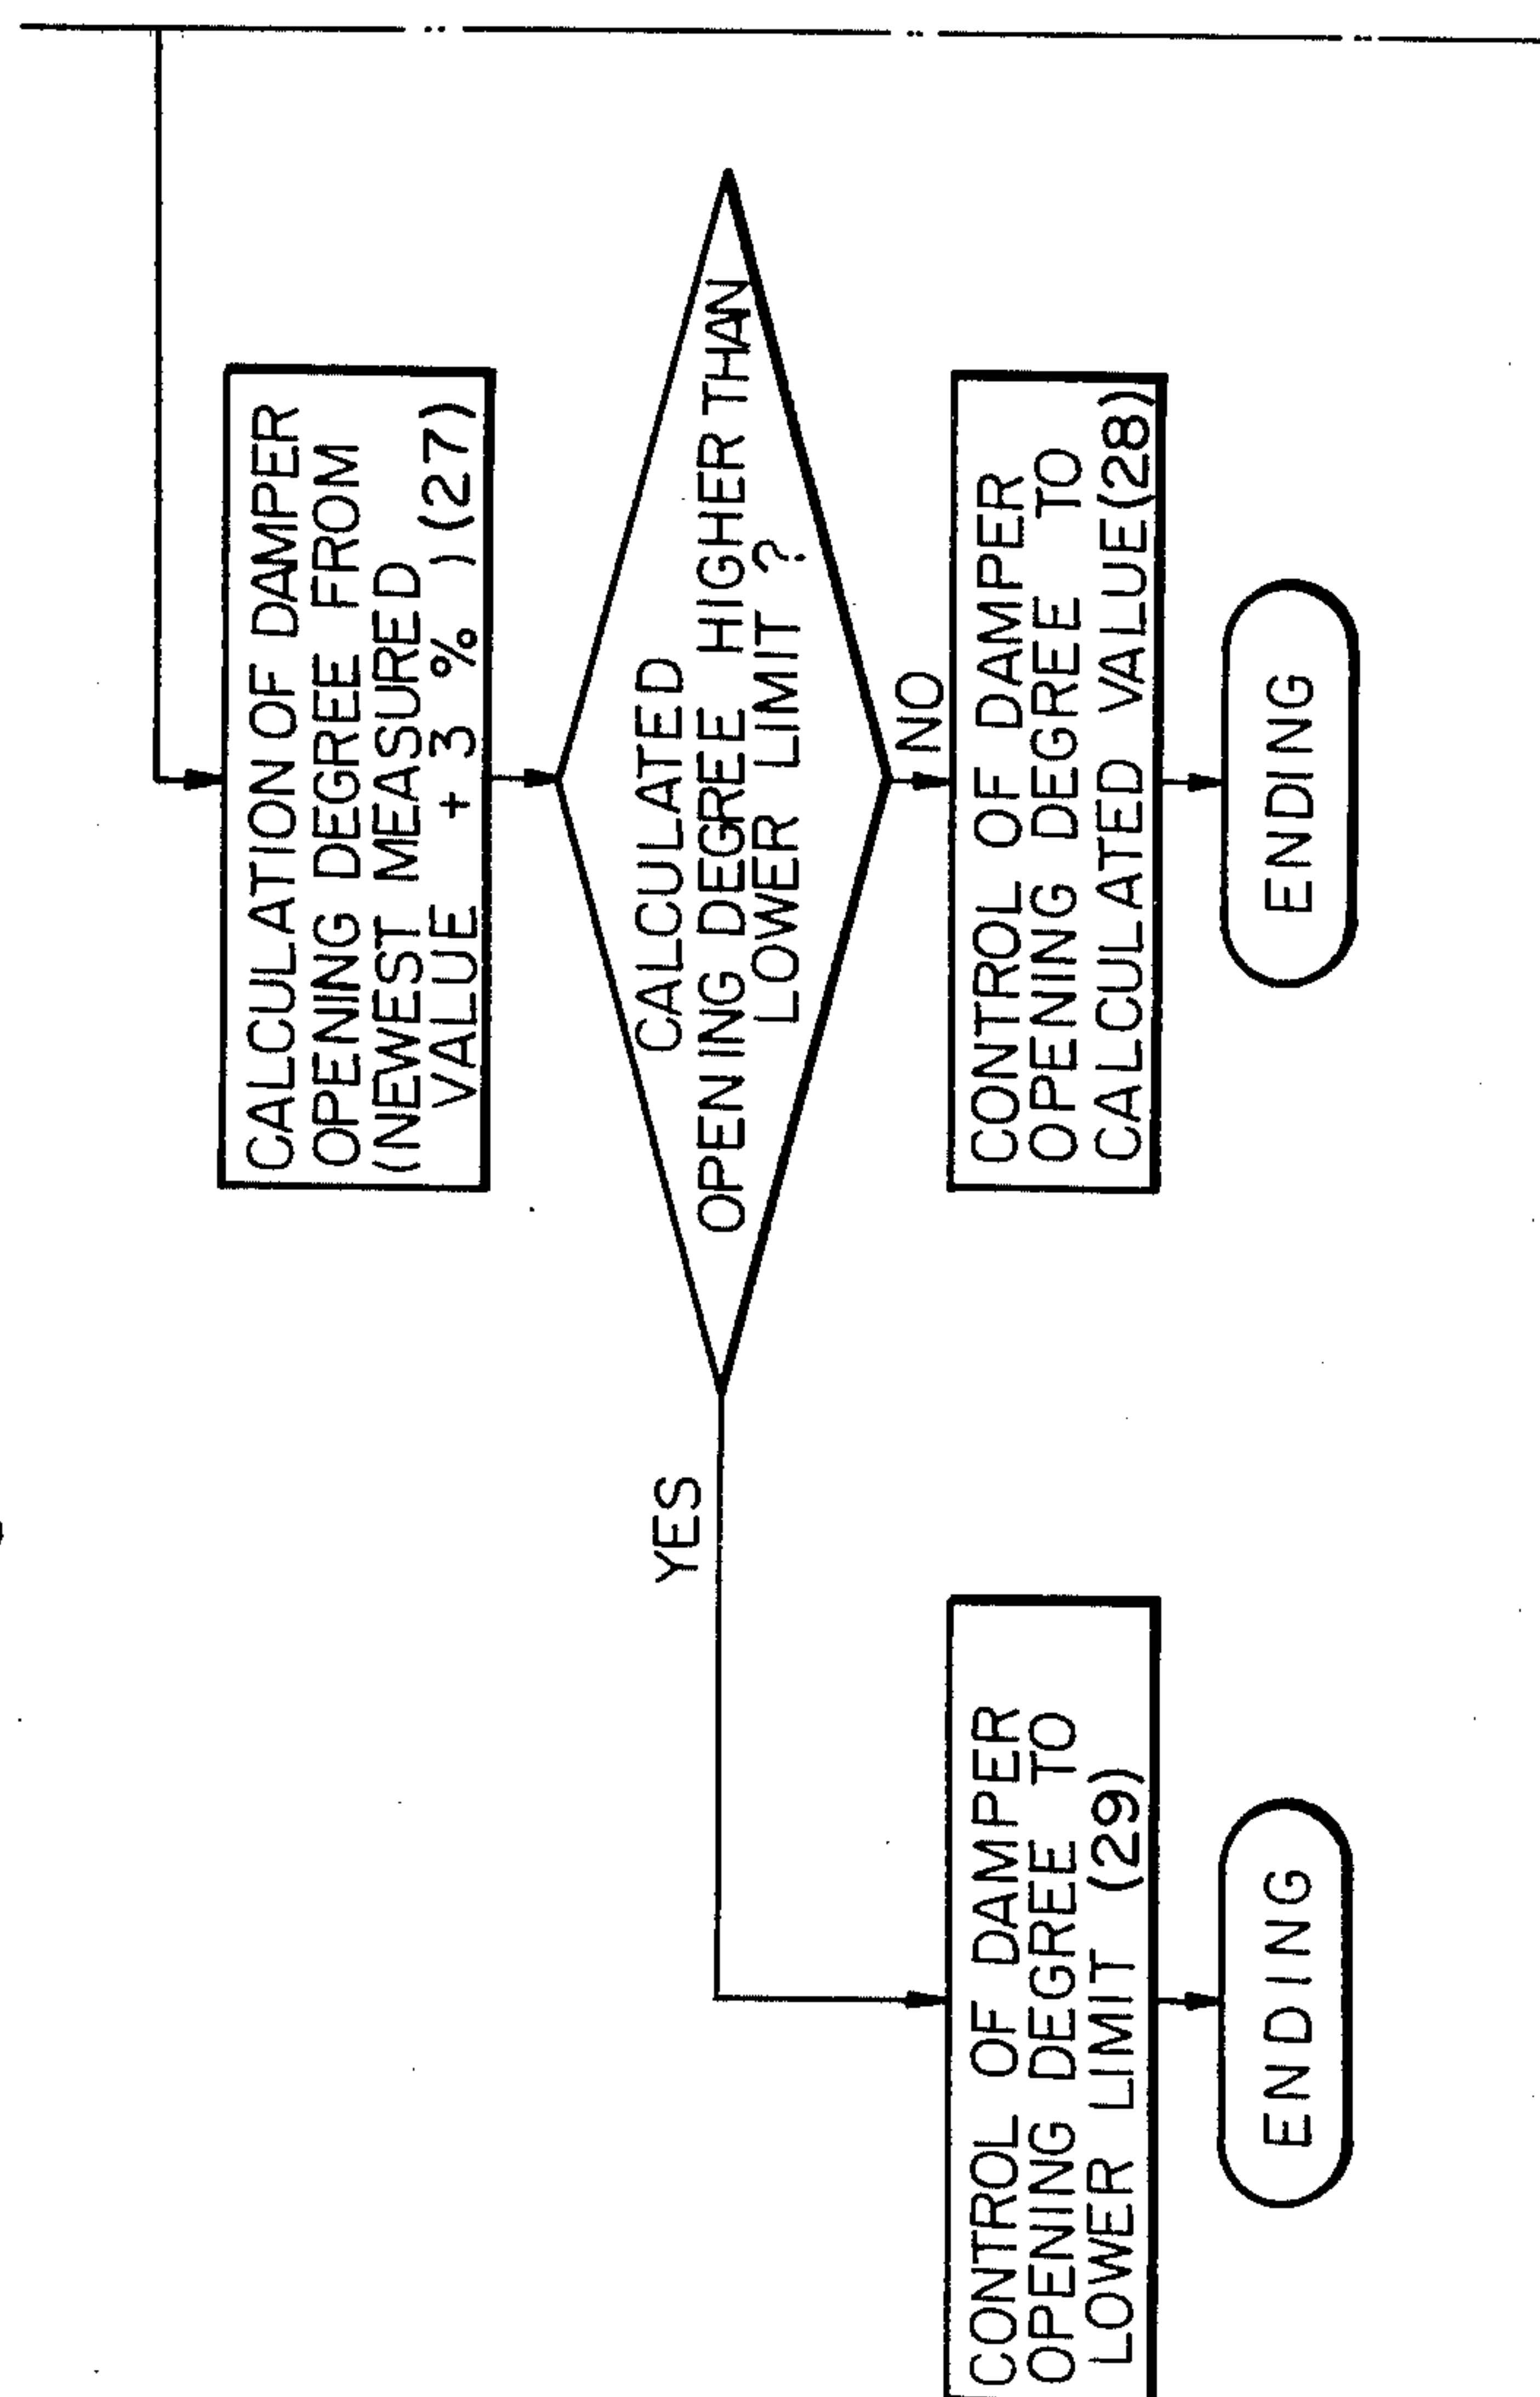 CALCULATION OF DAMPER
OPENING DEGREE FROM
(NEWEST MEASURED
VALUE + 3 % ) (27)
CALCULATED
OPENING DEGREE HIGHER THAN
LOWER LIMIT ?
YES
NO
CONTROL OF DAMPER
OPENING DEGREE TO
LOWER LIMIT (29)
CONTROL OF DAMPER
OPENING DEGREE TO
CALCULATED VALUE (28)
ENDING
ENDING